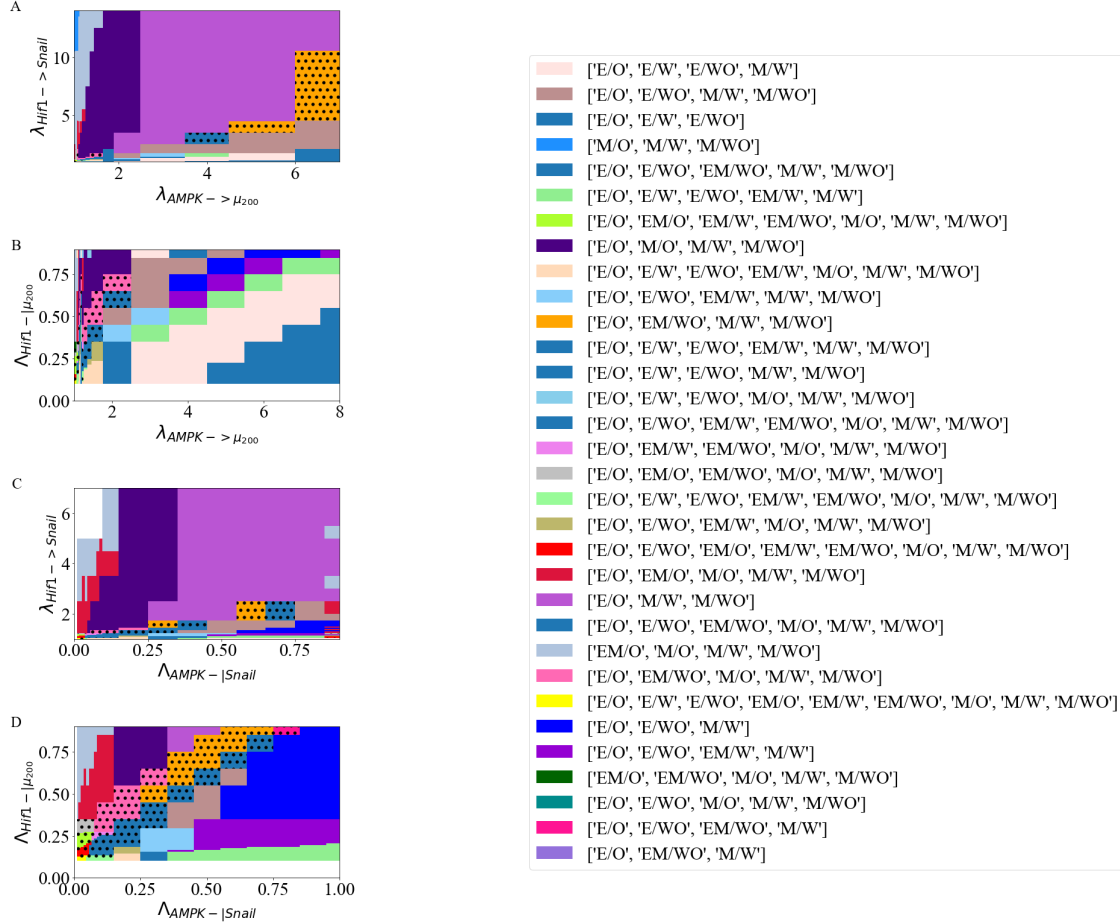 A
λHif1−>Snail
10
5
2
4
6
λAMPK−>μ200
B
ΛHif1−|μ200
0.75
0.50
0.25
0.00
2
4
6
8
λAMPK−>μ200
C
λHif1−>Snail
6
4
2
0.00
0.25
0.50
0.75
ΛAMPK−|Snail
D
ΛHif1−|μ200
0.75
0.50
0.25
0.00
0.00
0.25
0.50
0.75
1.00
ΛAMPK−|Snail
['E/O', 'E/W', 'E/WO', 'M/W']
['E/O', 'E/WO', 'M/W', 'M/WO']
['E/O', 'E/W', 'E/WO']
['M/O', 'M/W', 'M/WO']
['E/O', 'E/WO', 'EM/WO', 'M/W', 'M/WO']
['E/O', 'E/W', 'E/WO', 'EM/W', 'M/W']
['E/O', 'EM/O', 'EM/W', 'EM/WO', 'M/O', 'M/W', 'M/WO']
['E/O', 'M/O', 'M/W', 'M/WO']
['E/O', 'E/W', 'E/WO', 'EM/W', 'M/O', 'M/W', 'M/WO']
['E/O', 'E/WO', 'EM/W', 'M/W', 'M/WO']
['E/O', 'EM/WO', 'M/W', 'M/WO']
['E/O', 'E/W', 'E/WO', 'EM/W', 'M/W', 'M/WO']
['E/O', 'E/W', 'E/WO', 'M/W', 'M/WO']
['E/O', 'E/W', 'E/WO', 'M/O', 'M/W', 'M/WO']
['E/O', 'E/WO', 'EM/W', 'EM/WO', 'M/O', 'M/W', 'M/WO']
['E/O', 'EM/W', 'EM/WO', 'M/O', 'M/W', 'M/WO']
['E/O', 'EM/O', 'EM/WO', 'M/O', 'M/W', 'M/WO']
['E/O', 'E/W', 'E/WO', 'EM/W', 'EM/WO', 'M/O', 'M/W', 'M/WO']
['E/O', 'E/WO', 'EM/W', 'M/O', 'M/W', 'M/WO']
['E/O', 'E/WO', 'EM/O', 'EM/W', 'EM/WO', 'M/O', 'M/W', 'M/WO']
['E/O', 'EM/O', 'M/O', 'M/W', 'M/WO']
['E/O', 'M/W', 'M/WO']
['E/O', 'E/WO', 'EM/WO', 'M/O', 'M/W', 'M/WO']
['EM/O', 'M/O', 'M/W', 'M/WO']
['E/O', 'EM/WO', 'M/O', 'M/W', 'M/WO']
['E/O', 'E/W', 'E/WO', 'EM/O', 'EM/W', 'EM/WO', 'M/O', 'M/W', 'M/WO']
['E/O', 'E/WO', 'M/W']
['E/O', 'E/WO', 'EM/W', 'M/W']
['EM/O', 'EM/WO', 'M/O', 'M/W', 'M/WO']
['E/O', 'E/WO', 'M/O', 'M/W', 'M/WO']
['E/O', 'E/WO', 'EM/WO', 'M/W']
['E/O', 'EM/WO', 'M/W']